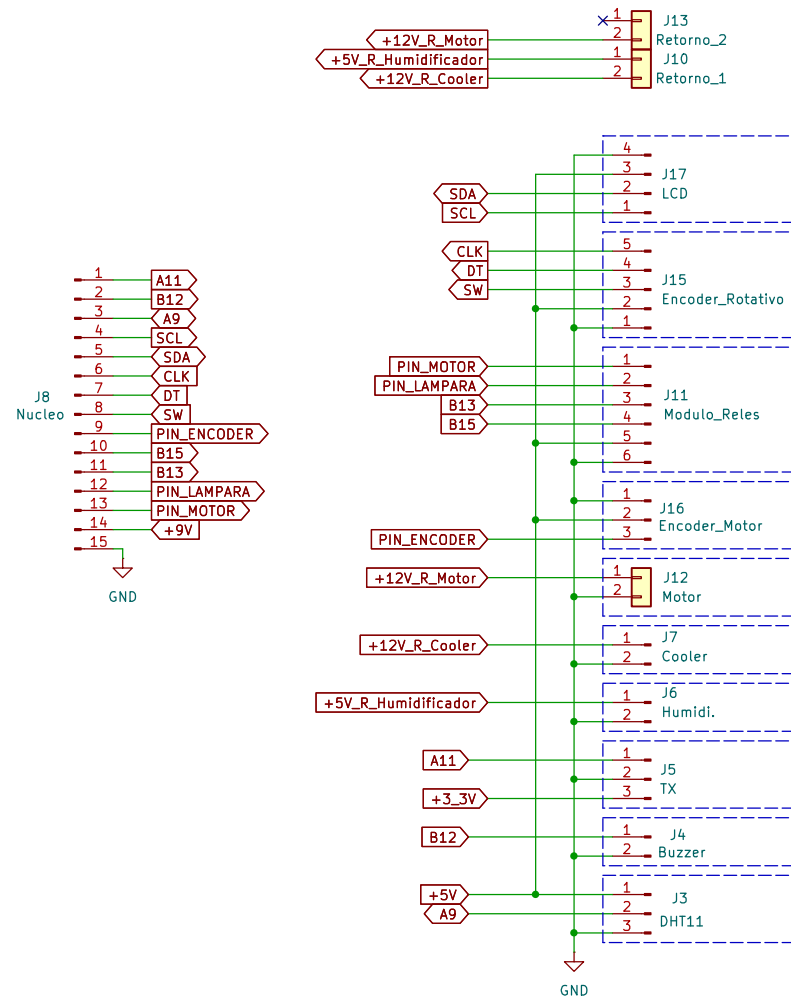 1 J13
+12V_R_Motor 2 Retorno_2
+5V_R_Humidificador 1 J10
+12V_R_Cooler 2 Retorno_1
4
3 J17
SDA 2 LCD
SCL 1
CLK 5
DT 4
SW 3 J15
2 Encoder_Rotativo
1
1 A11
2 B12
3 A9
4 SCL
5 SDA
6 CLK
7 DT
8 SW
9 PIN_ENCODER
10 B15
11 B13
12 PIN_LAMPARA
13 PIN_MOTOR
14 +9V
15
J8
Nucleo
GND
PIN_MOTOR 1
PIN_LAMPARA 2
B13 3 J11
B15 4 Modulo_Reles
5
6
1 J16
2 Encoder_Motor
PIN_ENCODER 3
+12V_R_Motor 1 J12
2 Motor
+12V_R_Cooler 1 J7
2 Cooler
+5V_R_Humidificador 1 J6
2 Humidi.
A11 1 J5
2 TX
+3_3V 3
B12 1 J4
2 Buzzer
+5V 1 J3
A9 2 DHT11
3
GND